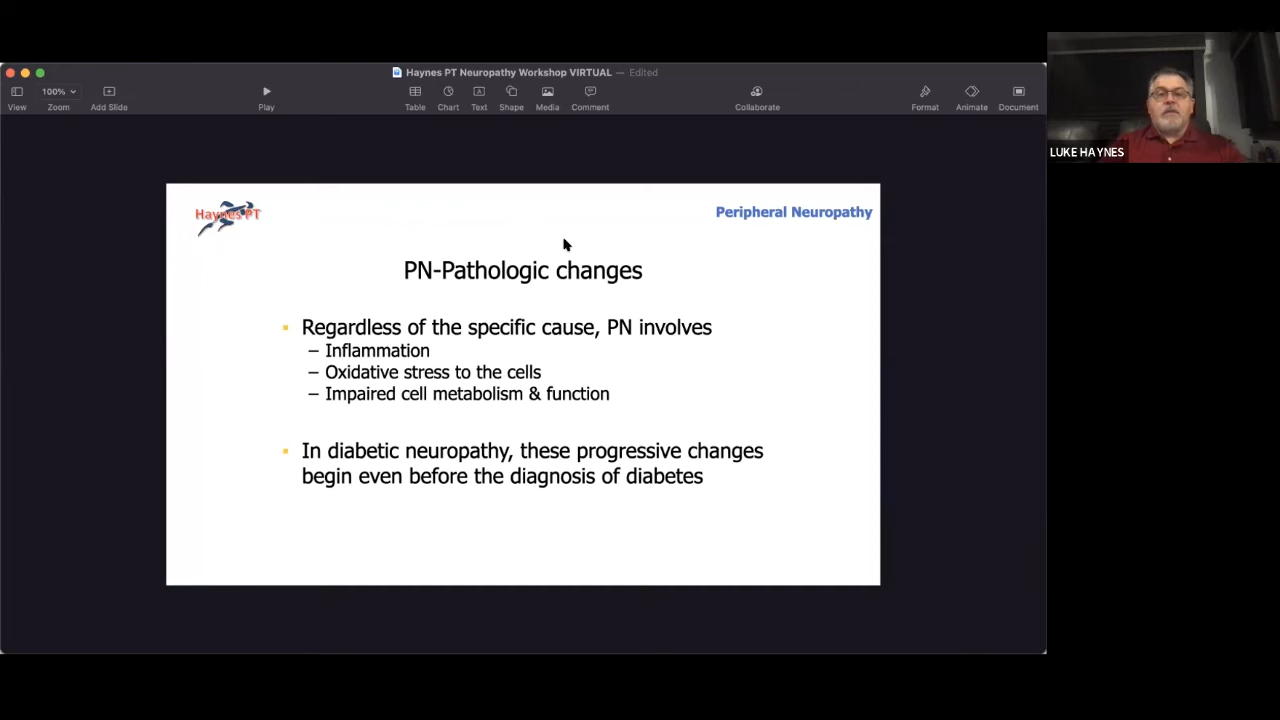 Haynes PT Neuropathy Workshop VIRTUAL — Edited
100%
View
Zoom
Add Slide
Play
Table
Chart
Text
Shape
Media
Comment
Collaborate
Format
Animate
Document
LUKE HAYNES
Haynes PT
Peripheral Neuropathy
PN-Pathologic changes
▪ Regardless of the specific cause, PN involves
– Inflammation
– Oxidative stress to the cells
– Impaired cell metabolism & function
▪ In diabetic neuropathy, these progressive changes
begin even before the diagnosis of diabetes